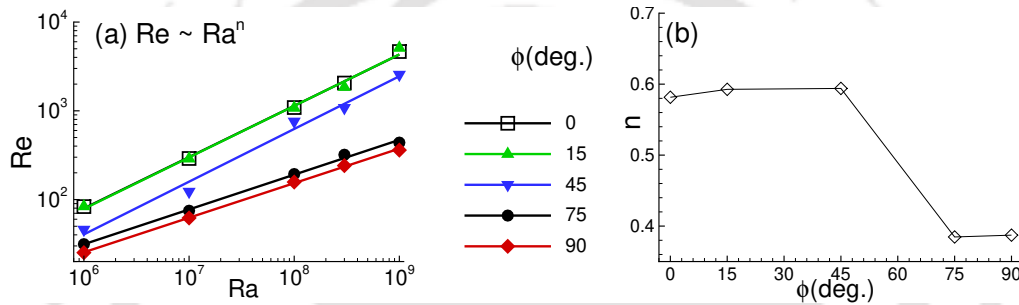 (a) Re ~ Raⁿ
Re
10⁴
10³
10²
10⁶ 10⁷ 10⁸ 10⁹
Ra
ϕ(deg.)
0
15
45
75
90
(b)
n
0.7
0.6
0.5
0.4
0 15 30 45 60 75 90
ϕ(deg.)